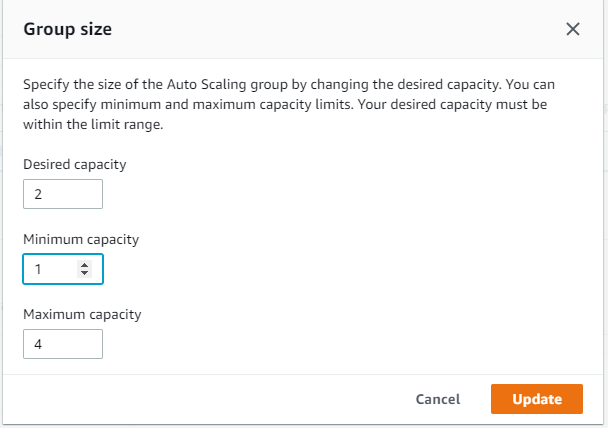 Group size
Specify the size of the Auto Scaling group by changing the desired capacity. You can
also specify minimum and maximum capacity limits. Your desired capacity must be
within the limit range.
Desired capacity
2
Minimum capacity
1
Maximum capacity
4
Cancel
Update